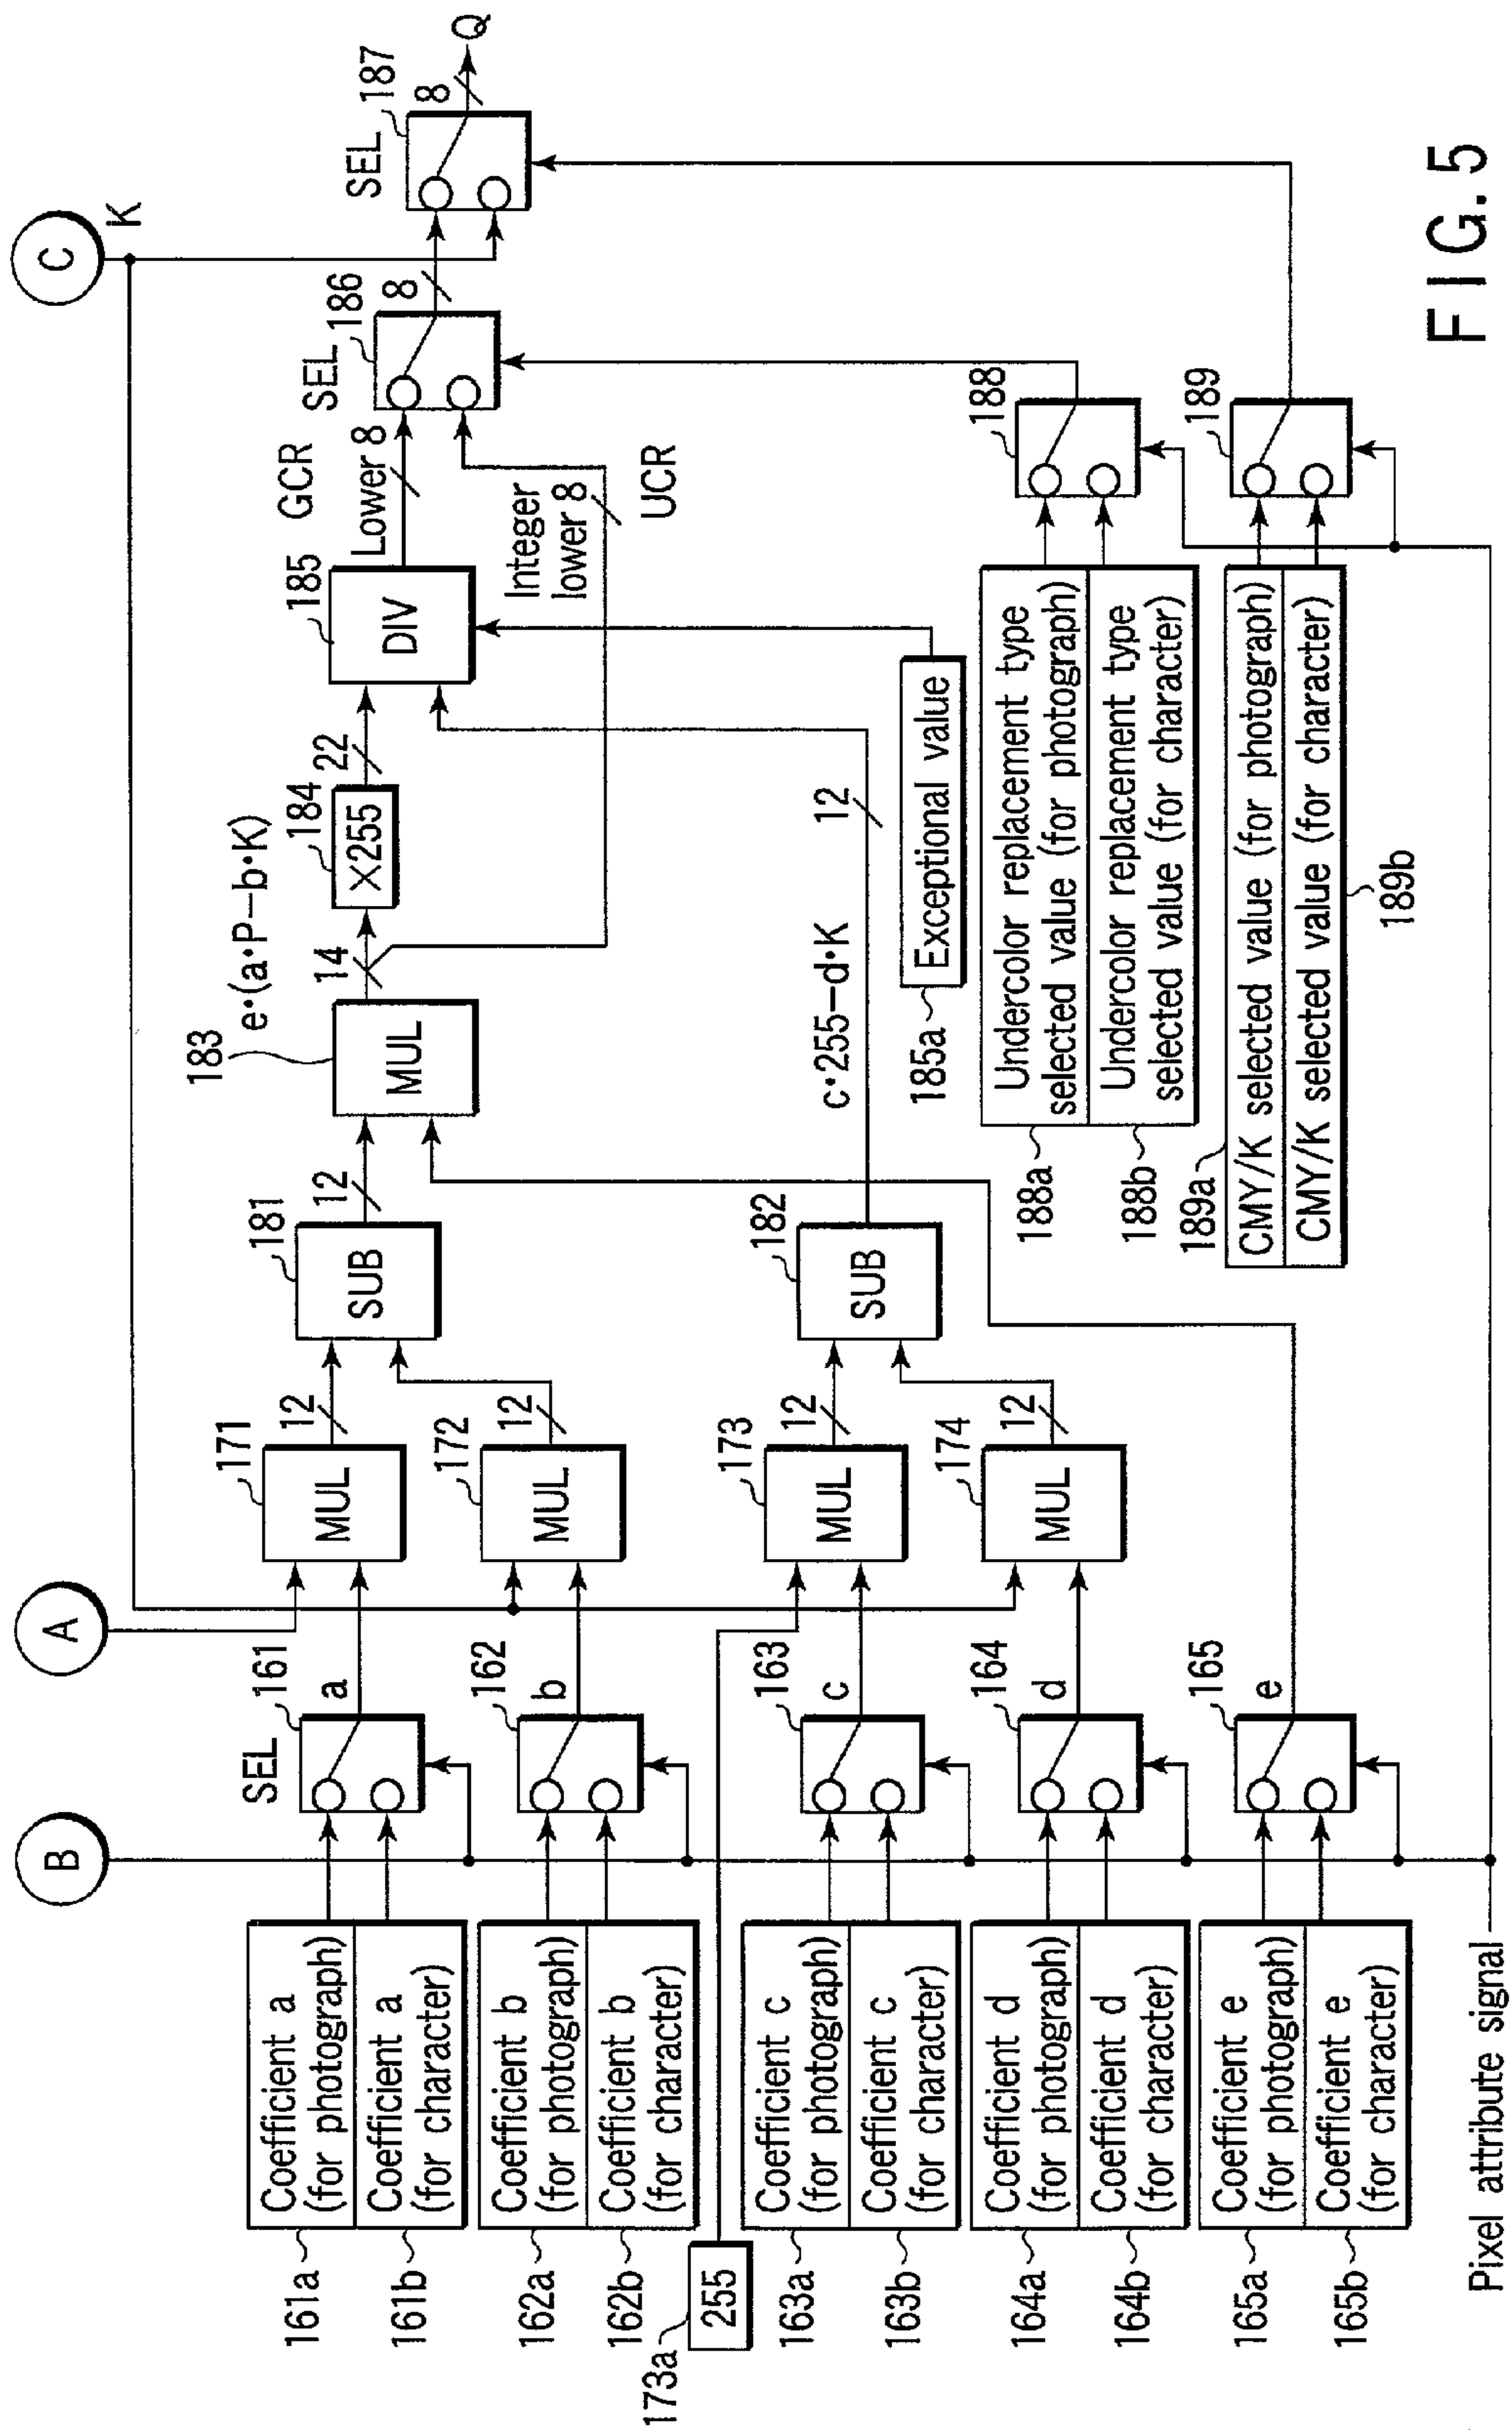 B
A
C
K
161a
Coefficient a
(for photograph)
161b
Coefficient a
(for character)
SEL
161
a
171
MUL
12
181
SUB
12
183
MUL
e•(a•P–b•K)
14
184
X255
22
185
DIV
GCR
Lower 8
SEL
186
8
SEL
187
8
Q
162a
Coefficient b
(for photograph)
162b
Coefficient b
(for character)
162
b
172
MUL
12
Integer
lower 8
UCR
173a
255
163a
Coefficient c
(for photograph)
163b
Coefficient c
(for character)
163
c
173
MUL
12
182
SUB
c•255–d•K
12
185a
Exceptional value
164a
Coefficient d
(for photograph)
164b
Coefficient d
(for character)
164
d
174
MUL
12
188a
Undercolor replacement type
selected value (for photograph)
188b
Undercolor replacement type
selected value (for character)
188
165a
Coefficient e
(for photograph)
165b
Coefficient e
(for character)
165
e
189a
CMY/K selected value (for photograph)
CMY/K selected value (for character)
189b
189
Pixel attribute signal
FIG. 5